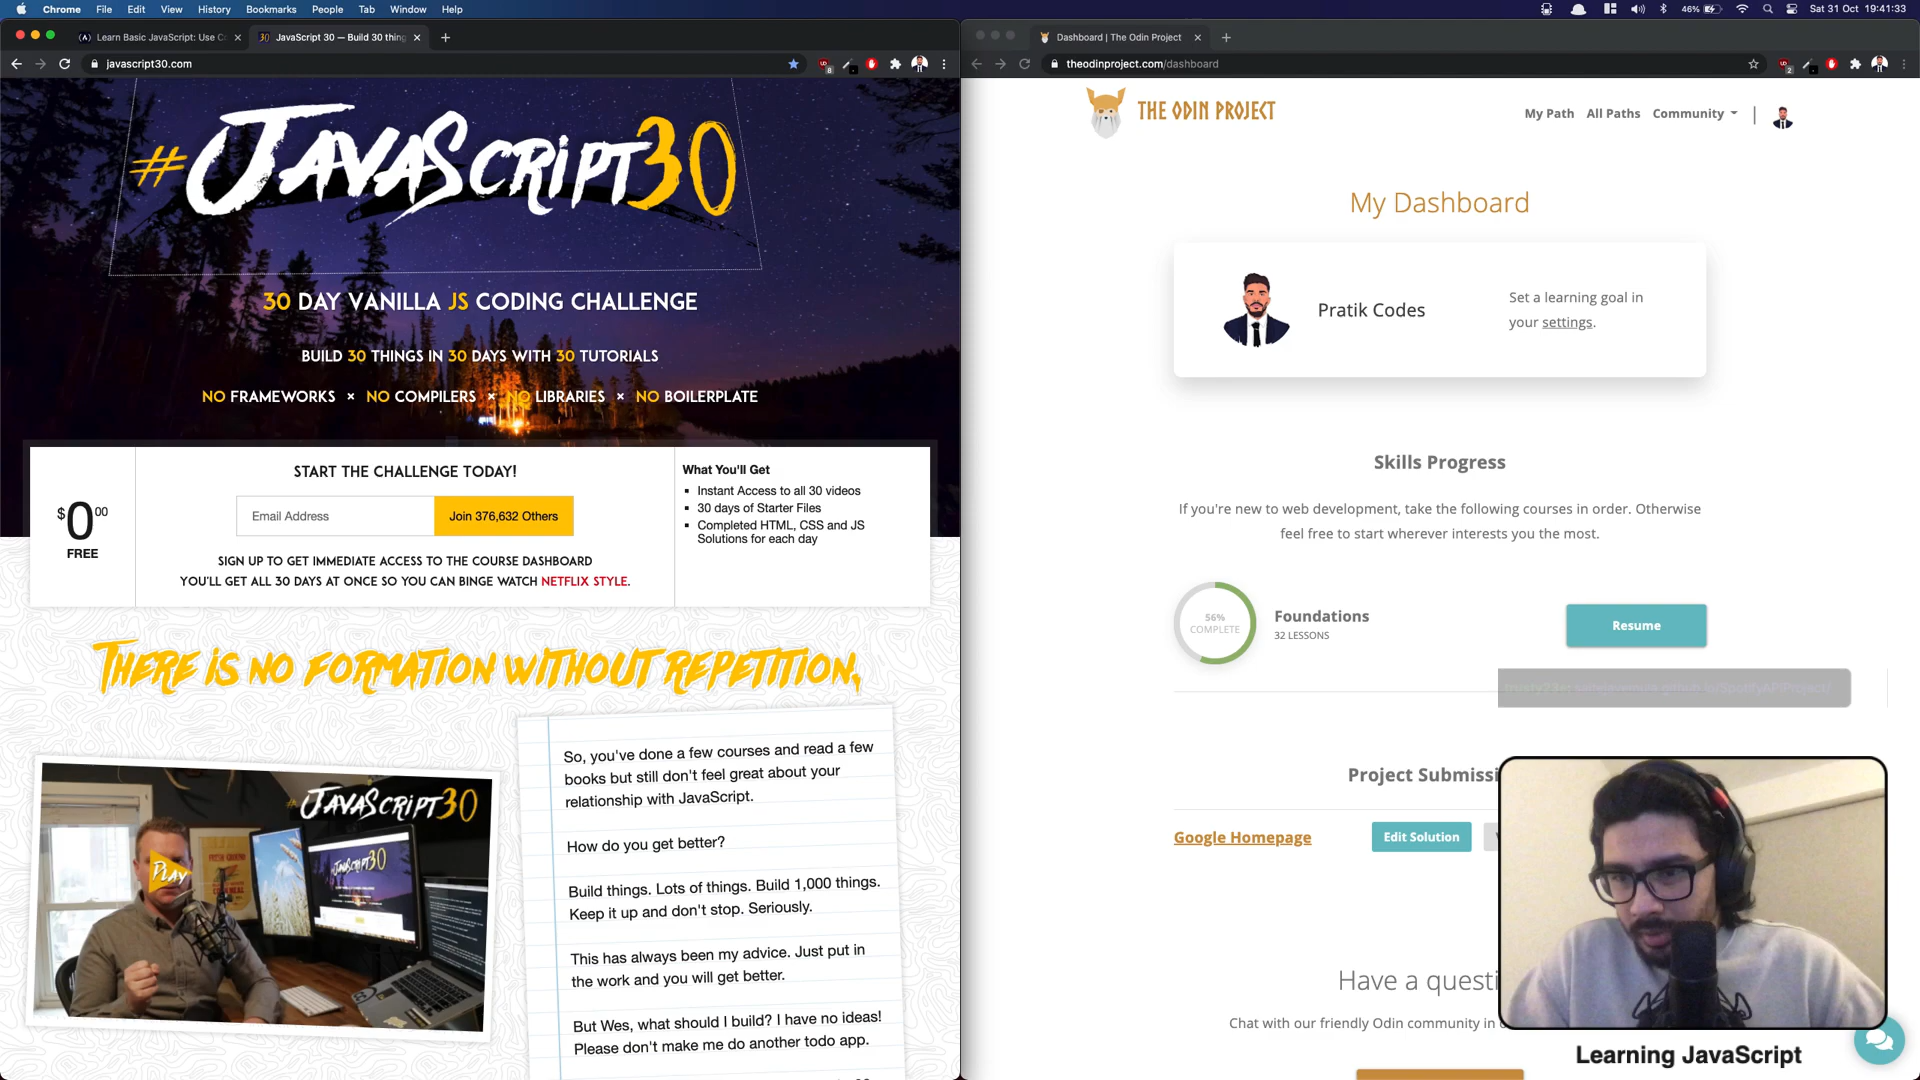 Chrome File Edit View History Bookmarks People Tab Window Help
46% Sat 31 Oct 19:41:33
Learn Basic JavaScript: Use C
JavaScript 30 — Build 30 thing
Dashboard | The Odin Project
javascript30.com
theodinproject.com/dashboard
#JAVASCRIPT30
30 DAY VANILLA JS CODING CHALLENGE
BUILD 30 THINGS IN 30 DAYS WITH 30 TUTORIALS
NO FRAMEWORKS × NO COMPILERS × NO LIBRARIES × NO BOILERPLATE
$000
FREE
START THE CHALLENGE TODAY!
Email Address
Join 376,632 Others
SIGN UP TO GET IMMEDIATE ACCESS TO THE COURSE DASHBOARD
YOU'LL GET ALL 30 DAYS AT ONCE SO YOU CAN BINGE WATCH NETFLIX STYLE.
What You'll Get
Instant Access to all 30 videos
30 days of Starter Files
Completed HTML, CSS and JS
Solutions for each day
THERE IS NO FORMATION WITHOUT REPETITION,
#JAVASCRIPT30
PLAY
So, you've done a few courses and read a few
books but still don't feel great about your
relationship with JavaScript.
How do you get better?
Build things. Lots of things. Build 1,000 things.
Keep it up and don't stop. Seriously.
This has always been my advice. Just put in
the work and you will get better.
But Wes, what should I build? I have no ideas!
Please don't make me do another todo app.
THE ODIN PROJECT
My Path All Paths Community
My Dashboard
Pratik Codes
Set a learning goal in
your settings.
Skills Progress
If you're new to web development, take the following courses in order. Otherwise
feel free to start wherever interests you the most.
56%
COMPLETE
Foundations
32 LESSONS
Resume
Project Submissi
Google Homepage
Edit Solution
Have a questi
Chat with our friendly Odin community in
Learning JavaScript